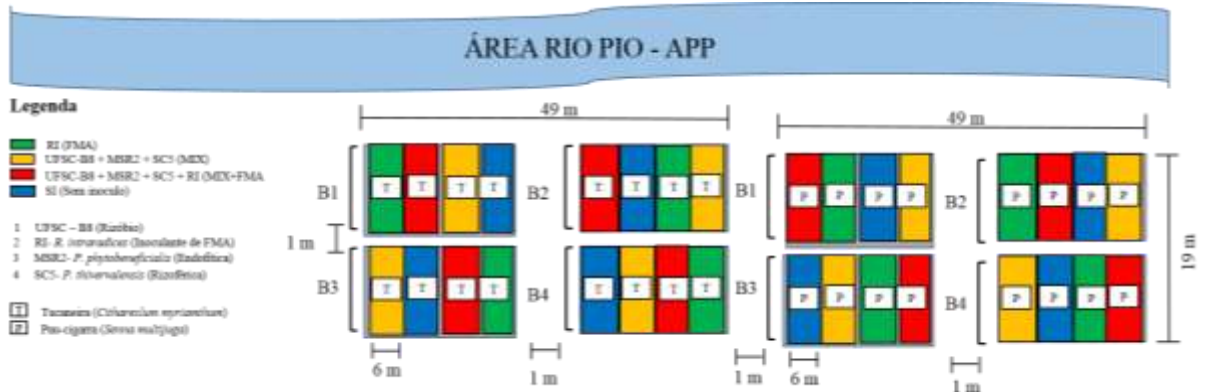 ÁREA RIO PIO - APP
Legenda
RI (FMA)
UFSC-B8 + MSR2 + SC5 (MIX)
UFSC-B8 + MSR2 + SC5 + RI (MIX+FMA
SI (Sem inoculo)
1 UFSC – B8 (Rizóbio)
2 RI- R. intraradices (Inoculante de FMA)
3 MSR2- P. phytobeneficialis (Endofítica)
4 SC5- P. (Rizosférica)
T Tucaneira (Citharexlum myrianthum)
P Pau-cigarra (Senna multijuga)
49 m
49 m
B1 T T T T B2 T T T T B1 P P P P B2 P P P P
1 m
19 m
B3 T T T T B4 T T T T B3 P P P P B4 P P P P
6 m 1 m 1 m 6 m 1 m